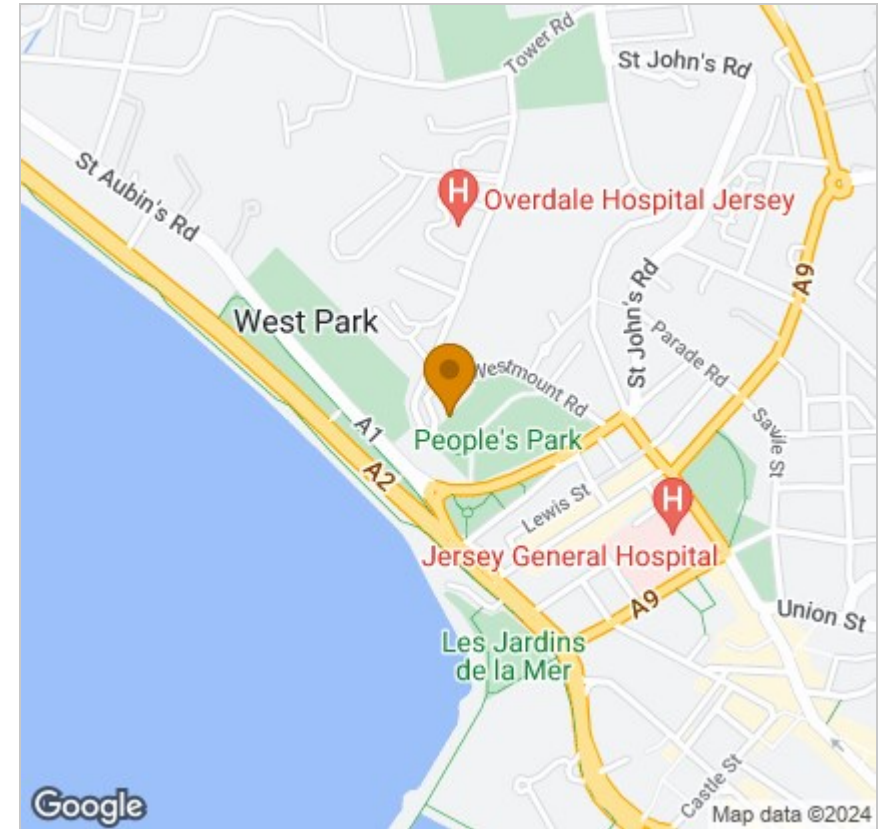 Tower Rd
St John's Rd
H
Overdale Hospital Jersey
St Aubin's Rd
A9
West Park
St John's Rd
Parade Rd
Westmount Rd
Savile St
A1
People's Park
A2
Lewis St
H
Jersey General Hospital
A9
Union St
Les Jardins
de la Mer
Castle St
Google
Map data ©2024